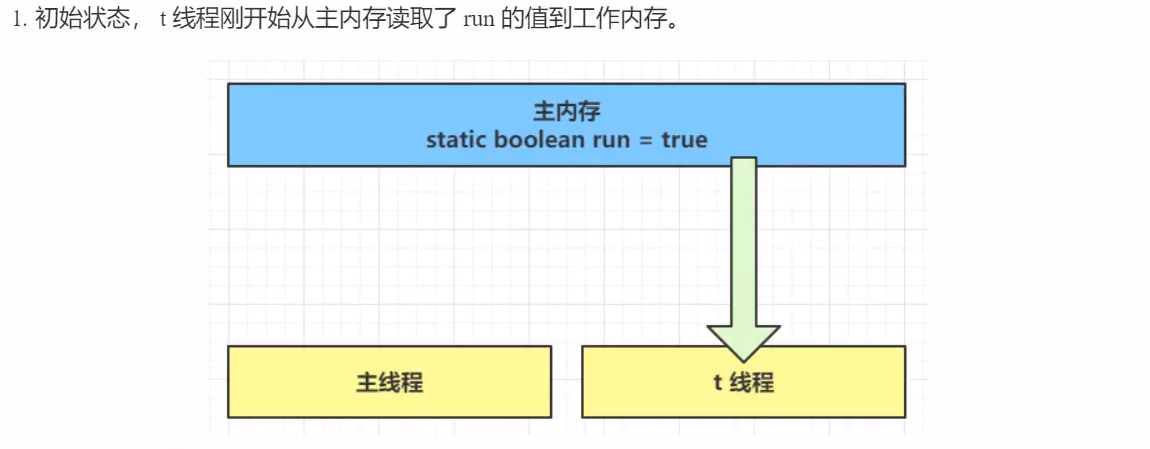 1. 初始状态， t 线程刚开始从主内存读取了 run 的值到工作内存。
主内存
static boolean run = true
主线程
t 线程